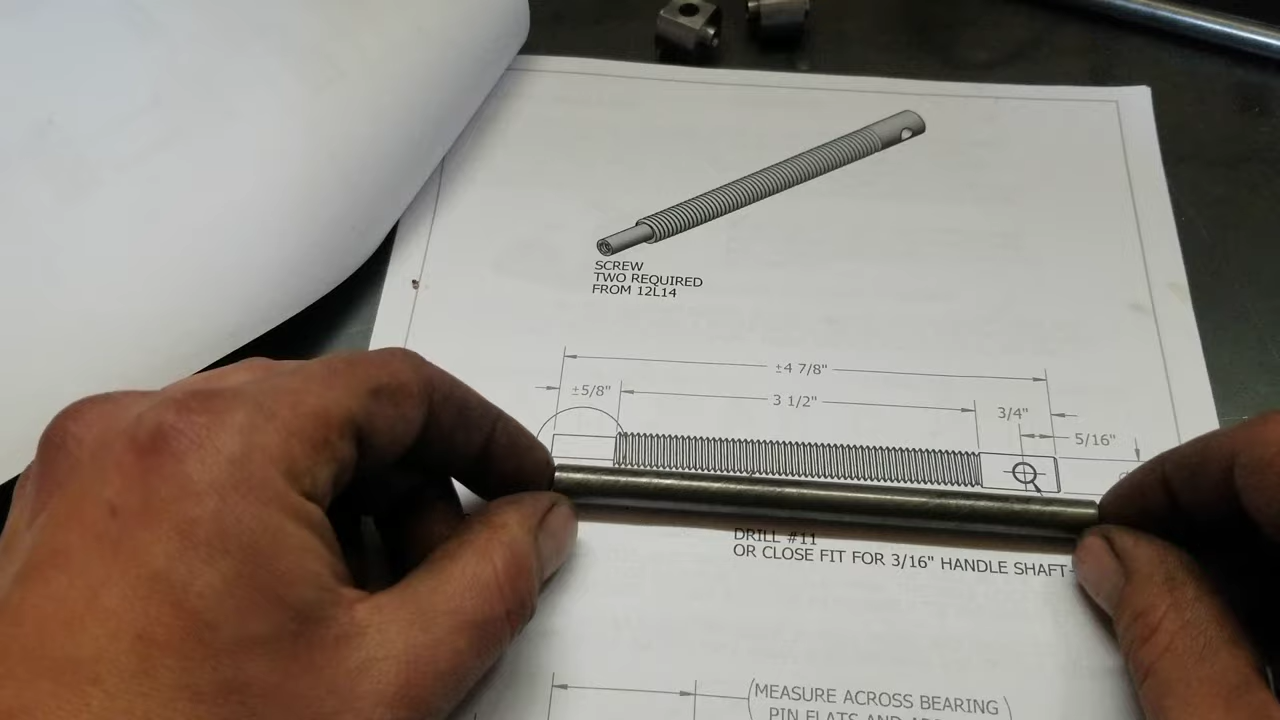 SCREW
TWO REQUIRED
FROM 12L14
±4 7/8"
±5/8"
3 1/2"
3/4"
5/16"
DRILL #11
OR CLOSE FIT FOR 3/16" HANDLE SHAFT
MEASURE ACROSS BEARING
PIN FLATS AND